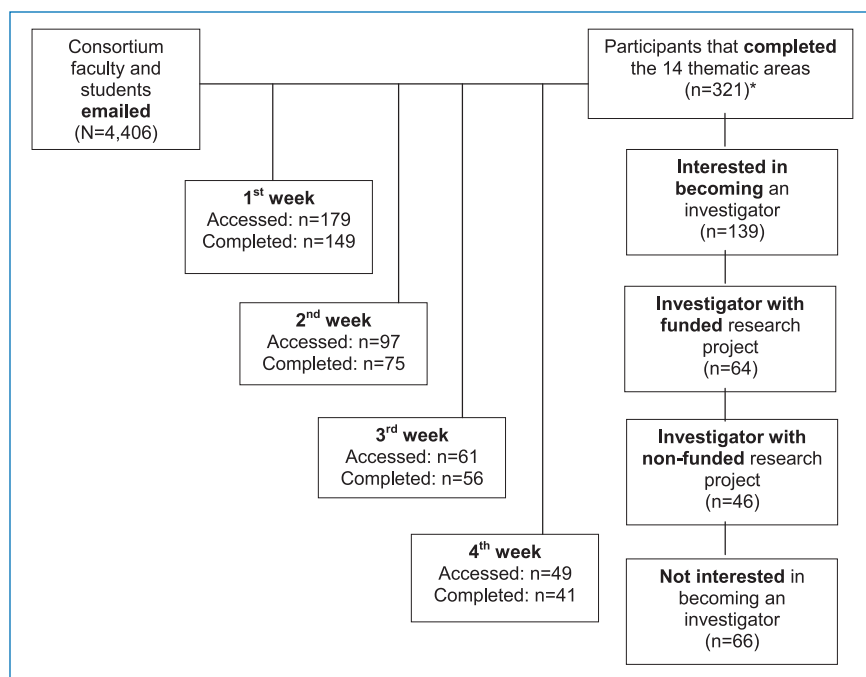 Consortium
faculty and
students
emailed
(N=4,406)
Participants that completed
the 14 thematic areas
(n=321)*
1st week
Accessed: n=179
Completed: n=149
2nd week
Accessed: n=97
Completed: n=75
3rd week
Accessed: n=61
Completed: n=56
4th week
Accessed: n=49
Completed: n=41
Interested in
becoming an
investigator
(n=139)
Investigator with
funded research
project
(n=64)
Investigator with
non-funded research
project
(n=46)
Not interested in
becoming an
investigator
(n=66)